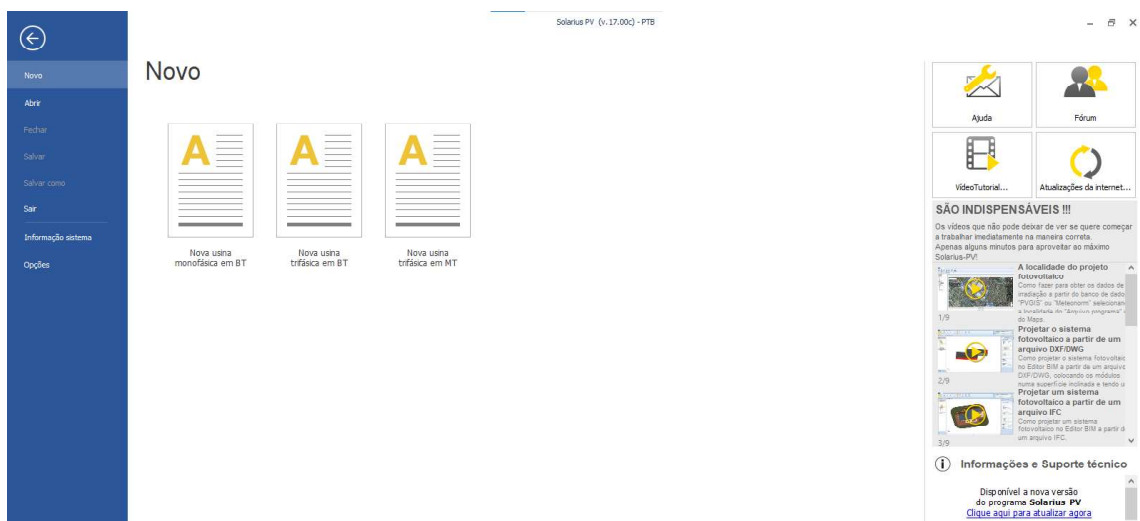 Solarius PV (v. 17.00c) - PTB
Novo
Abrir
Fechar
Salvar
Salvar como
Sair
Informação sistema
Opções
Novo
A
A
A
Nova usina
monofásica em BT
Nova usina
trifásica em BT
Nova usina
trifásica em MT
Ajuda
Fórum
VídeoTutorial...
Atualizações da internet...
SÃO INDISPENSÁVEIS !!!
Os vídeos que não pode deixar de ver se quere começar
a trabalhar imediatamente na maneira correta.
Apenas alguns minutos para aproveitar ao máximo
Solarius-PV!
A localidade do projeto
fotovoltaico
Como fazer para obter os dados de
irradiação a partir do banco de dado
"PVGIS" ou "Meteonorm" selecionan
a localidade do "Arquivo programa"
do Maps.
1/9
Projetar o sistema
fotovoltaico a partir de um
arquivo DXF/DWG
Como projetar o sistema fotovoltaic
no Editor BIM a partir de um arquivo
DXF/DWG, colocando os módulos
numa superfície inclinada e tendo u
2/9
Projetar um sistema
fotovoltaico a partir de um
arquivo IFC
Como projetar um sistema
fotovoltaico no Editor BIM a partir d
um arquivo IFC.
3/9
Informações e Suporte técnico
Disponível a nova versão
do programa Solarius PV
Clique aqui para atualizar agora